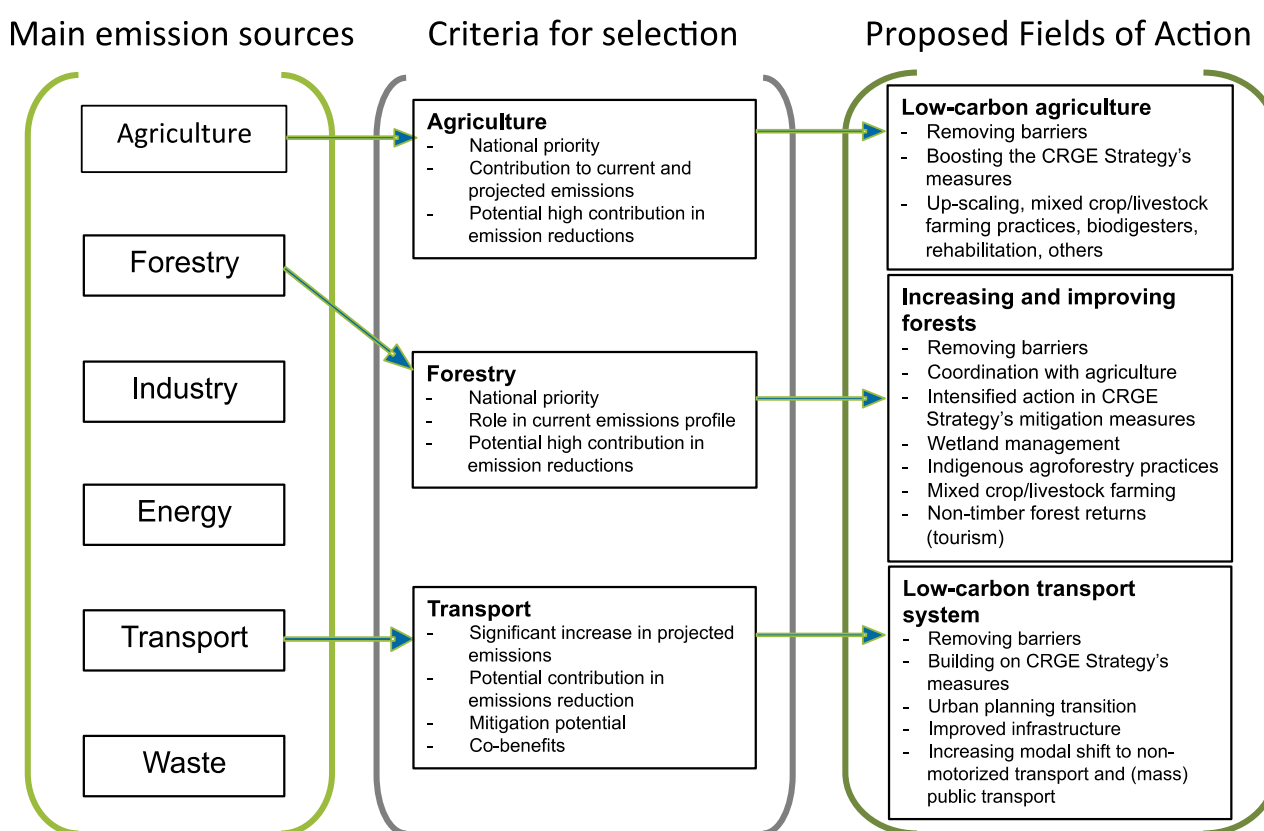 Main emission sources
Criteria for selection
Proposed Fields of Action
Agriculture
Forestry
Industry
Energy
Transport
Waste
Agriculture
- National priority
- Contribution to current and
projected emissions
- Potential high contribution in
emission reductions
Forestry
- National priority
- Role in current emissions profile
- Potential high contribution in
emission reductions
Transport
- Significant increase in projected
emissions
- Potential contribution in
emissions reduction
- Mitigation potential
- Co-benefits
Low-carbon agriculture
- Removing barriers
- Boosting the CRGE Strategy's
measures
- Up-scaling, mixed crop/livestock
farming practices, biodigesters,
rehabilitation, others
Increasing and improving
forests
- Removing barriers
- Coordination with agriculture
- Intensified action in CRGE
Strategy's mitigation measures
- Wetland management
- Indigenous agroforestry practices
- Mixed crop/livestock farming
- Non-timber forest returns
(tourism)
Low-carbon transport
system
- Removing barriers
- Building on CRGE Strategy's
measures
- Urban planning transition
- Improved infrastructure
- Increasing modal shift to non-
motorized transport and (mass)
public transport